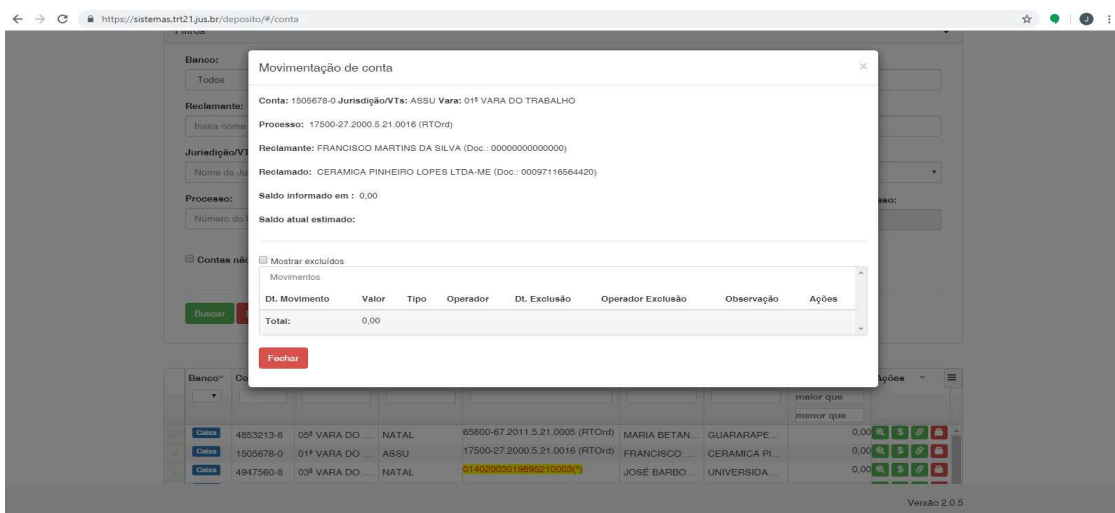 https://sistemas.trt21.jus.br/deposito/#/conta
J
Filtros
Banco:
Todos
Reclamante:
Insira nome
Jurisdição/VT
Nome da Ju
Processo:
Número do
Contas nã
Buscar
Movimentação de conta ×
Conta: 1505678-0 Jurisdição/VTs: ASSU Vara: 01ª VARA DO TRABALHO
Processo: 17500-27.2000.5.21.0016 (RTOrd)
Reclamante: FRANCISCO MARTINS DA SILVA (Doc.: 00000000000000)
Reclamado: CERAMICA PINHEIRO LOPES LTDA-ME (Doc.: 00097116564420)
Saldo informado em : 0,00
Saldo atual estimado:
Mostrar excluídos
Movimentos
Dt. Movimento Valor Tipo Operador Dt. Exclusão Operador Exclusão Observação Ações
Total: 0,00
Fechar
sso:
Banco Co Ações
maior que
menor que
Caixa 4853213-6 05ª VARA DO ... NATAL 65800-67.2011.5.21.0005 (RTOrd) MARIA BETAN... GUARARAPE... 0,00 $
Caixa 1505678-0 01ª VARA DO ... ASSU 17500-27.2000.5.21.0016 (RTOrd) FRANCISCO ... CERAMICA PI... 0,00 $
Caixa 4947560-8 03ª VARA DO ... NATAL 01402003019895210003(*) JOSÉ BARBO... UNIVERSIDA... 0,00 $
Versão 2.0.5